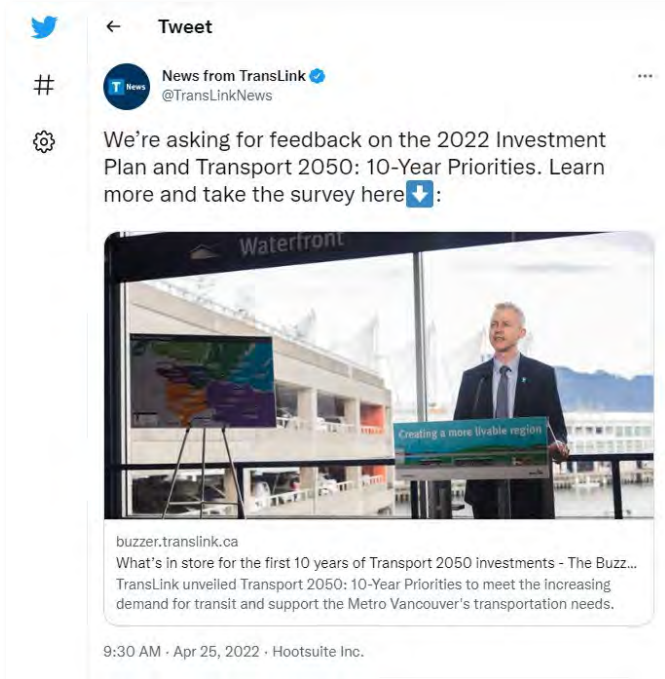 Tweet
T News
News from TransLink
@TransLinkNews
We're asking for feedback on the 2022 Investment
Plan and Transport 2050: 10-Year Priorities. Learn
more and take the survey here⬇️:
Waterfront
Creating a more livable region
buzzer.translink.ca
What's in store for the first 10 years of Transport 2050 investments - The Buzz...
TransLink unveiled Transport 2050: 10-Year Priorities to meet the increasing
demand for transit and support the Metro Vancouver's transportation needs.
9:30 AM · Apr 25, 2022 · Hootsuite Inc.